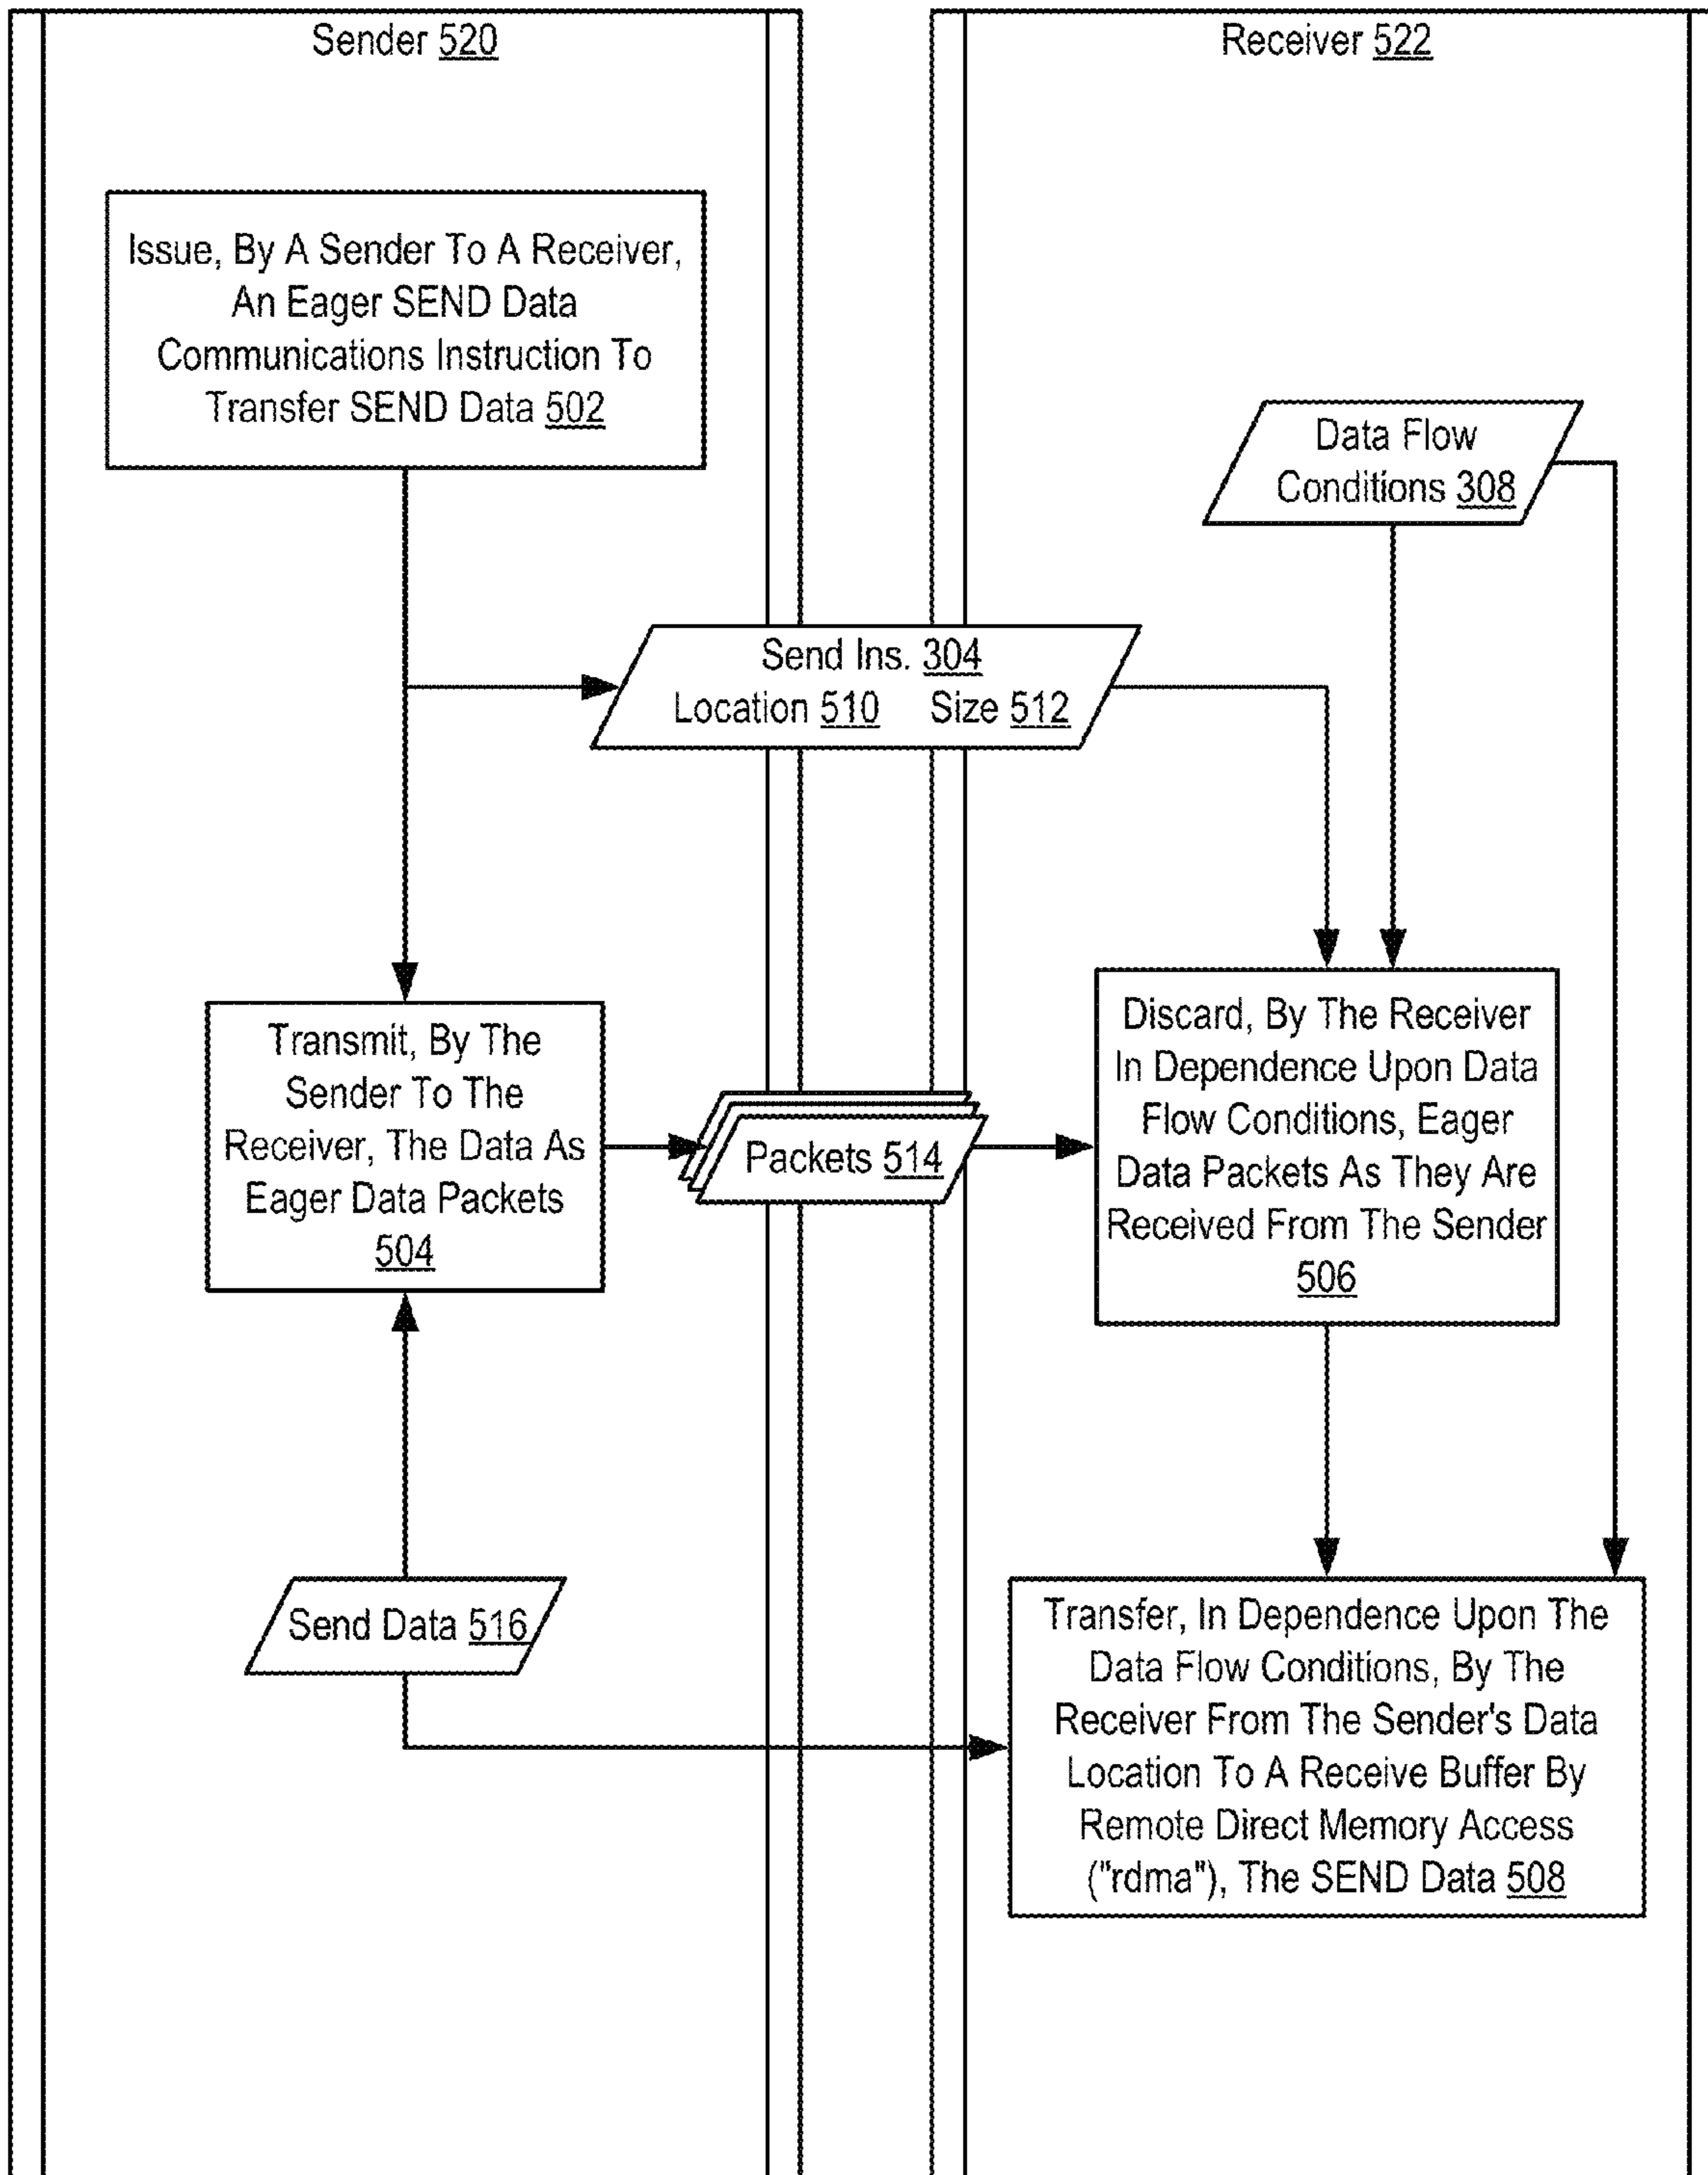 Sender 520
Receiver 522
Issue, By A Sender To A Receiver,
An Eager SEND Data
Communications Instruction To
Transfer SEND Data 502
Data Flow
Conditions 308
Send Ins. 304
Location 510 Size 512
Transmit, By The
Sender To The
Receiver, The Data As
Eager Data Packets
504
Packets 514
Discard, By The Receiver
In Dependence Upon Data
Flow Conditions, Eager
Data Packets As They Are
Received From The Sender
506
Send Data 516
Transfer, In Dependence Upon The
Data Flow Conditions, By The
Receiver From The Sender's Data
Location To A Receive Buffer By
Remote Direct Memory Access
("rdma"), The SEND Data 508